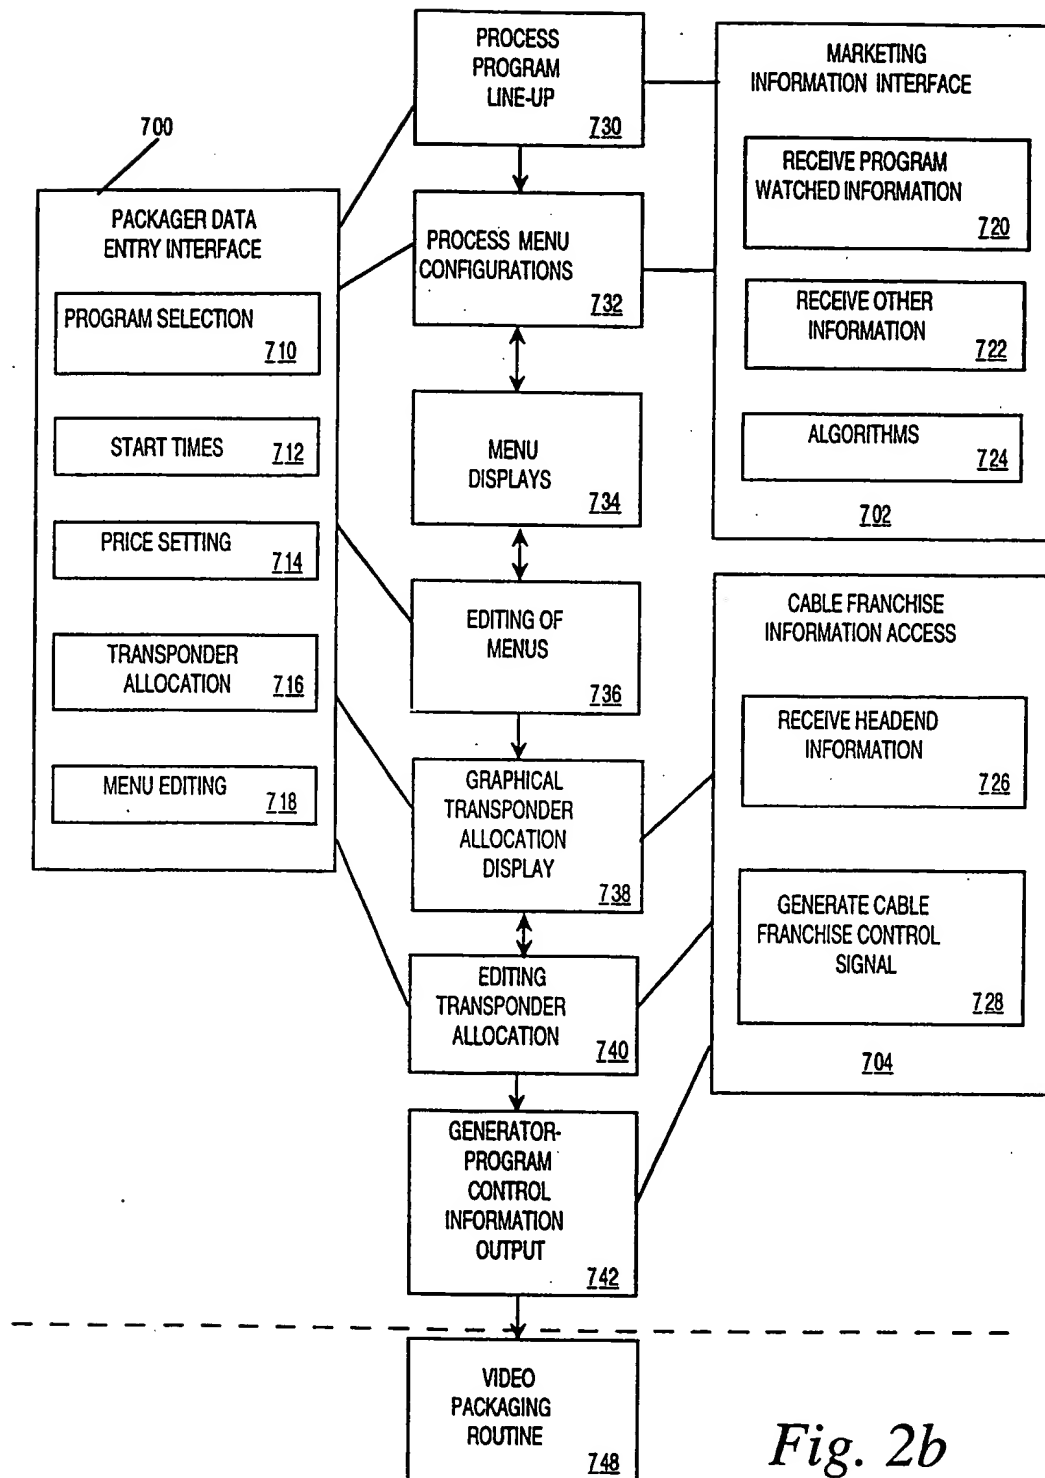 700
PACKAGER DATA
ENTRY INTERFACE
PROGRAM SELECTION
710
START TIMES 712
PRICE SETTING 714
TRANSPONDER
ALLOCATION 716
MENU EDITING 718
PROCESS
PROGRAM
LINE-UP
730
PROCESS MENU
CONFIGURATIONS
732
MENU
DISPLAYS
734
EDITING OF
MENUS
736
GRAPHICAL
TRANSPONDER
ALLOCATION
DISPLAY
738
EDITING
TRANSPONDER
ALLOCATION
740
GENERATOR-
PROGRAM
CONTROL
INFORMATION
OUTPUT
742
VIDEO
PACKAGING
ROUTINE
748
MARKETING
INFORMATION INTERFACE
RECEIVE PROGRAM
WATCHED INFORMATION
720
RECEIVE OTHER
INFORMATION
722
ALGORITHMS
724
702
CABLE FRANCHISE
INFORMATION ACCESS
RECEIVE HEADEND
INFORMATION
726
GENERATE CABLE
FRANCHISE CONTROL
SIGNAL
728
704
Fig. 2b